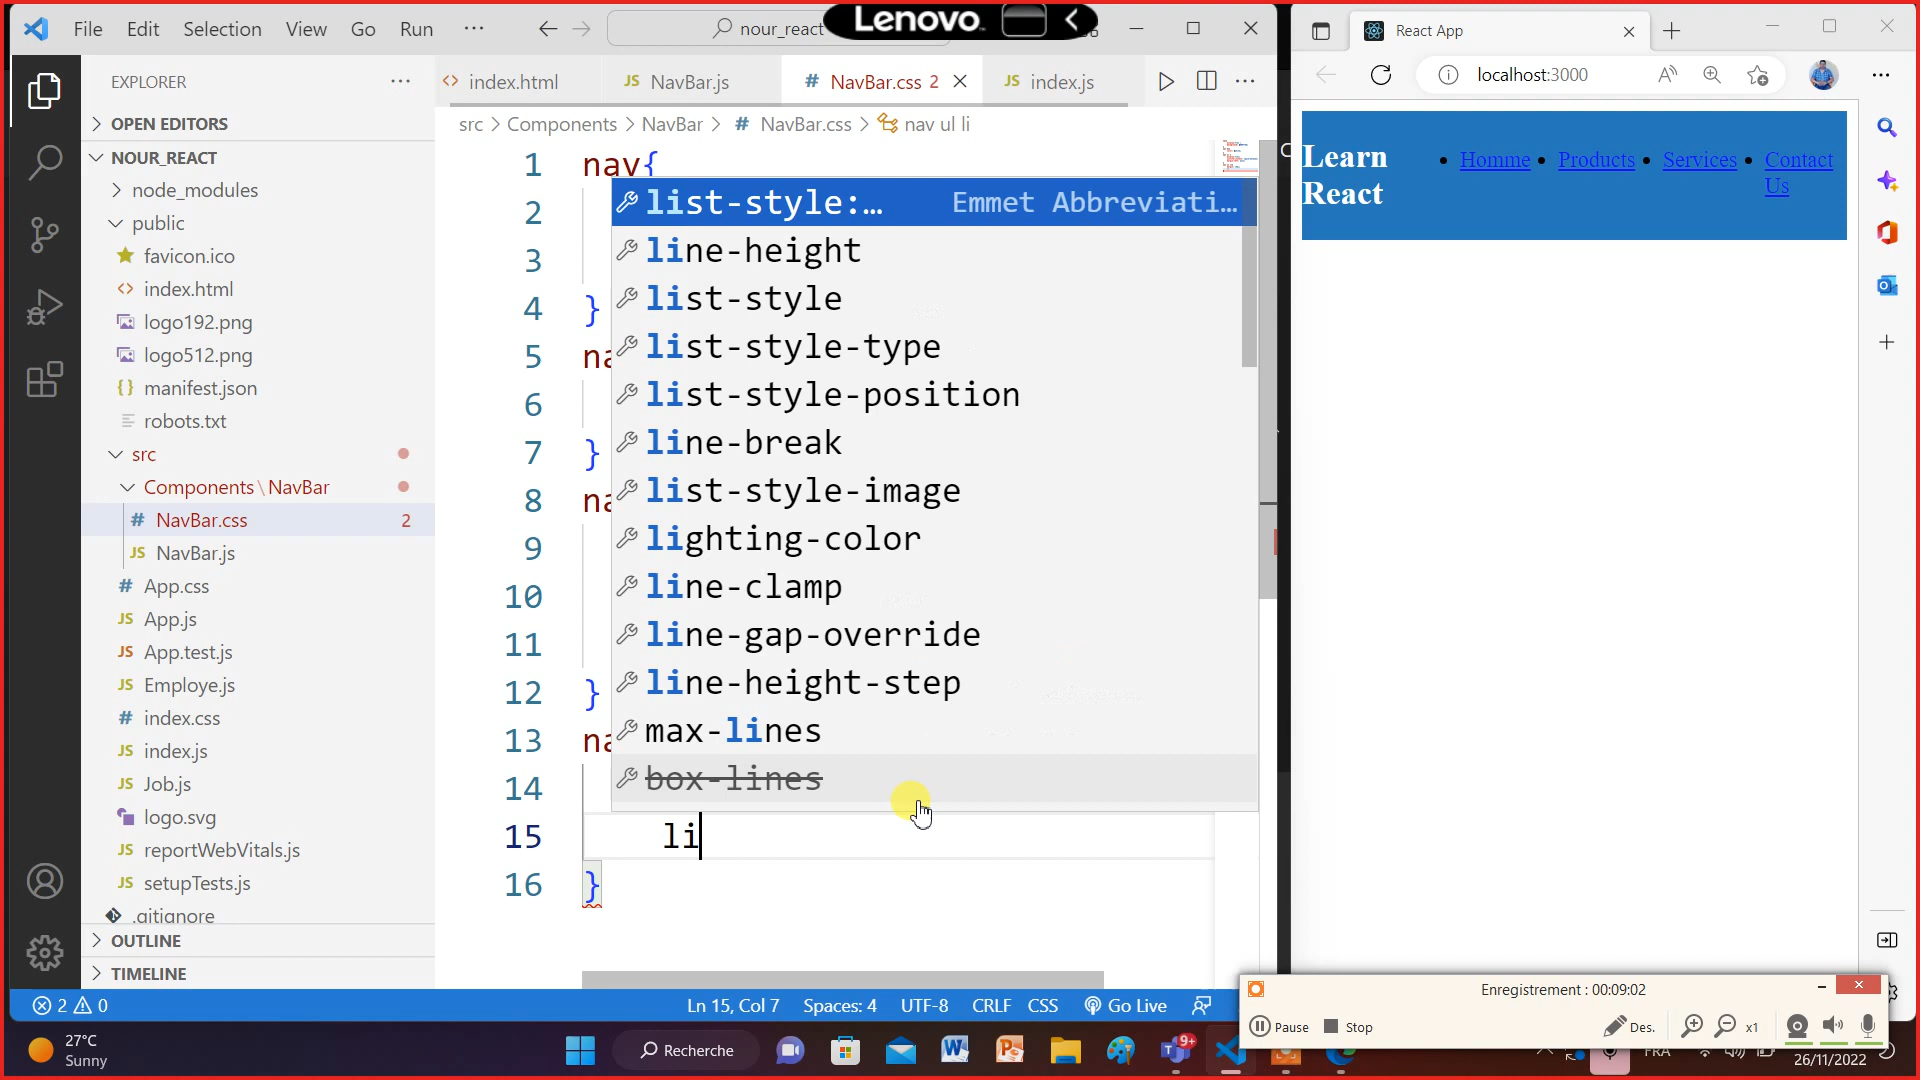 File Edit Selection View Go Run ··· nour_react
Lenovo
EXPLORER
index.html
NavBar.js
NavBar.css 2
index.js
src > Components > NavBar > # NavBar.css > nav ul li
OPEN EDITORS
NOUR_REACT
node_modules
public
favicon.ico
index.html
logo192.png
logo512.png
manifest.json
robots.txt
src
Components \ NavBar
NavBar.css 2
NavBar.js
App.css
App.js
App.test.js
Employe.js
index.css
index.js
Job.js
logo.svg
reportWebVitals.js
setupTests.js
.gitignore
OUTLINE
TIMELINE
1 nav{
2
3
4 }
5 na
6
7 }
8 na
9
10
11
12 }
13 na
14
15 li
16 }
list-style:… Emmet Abbreviati…
line-height
list-style
list-style-type
list-style-position
line-break
list-style-image
lighting-color
line-clamp
line-gap-override
line-height-step
max-lines
box-lines
2 0 Ln 15, Col 7 Spaces: 4 UTF-8 CRLF CSS Go Live
React App
localhost:3000
Learn React
Homme
Products
Services
Contact Us
Enregistrement : 00:09:02
Pause Stop Des. x1
27°C
Sunny
Recherche
9+
FRA
26/11/2022